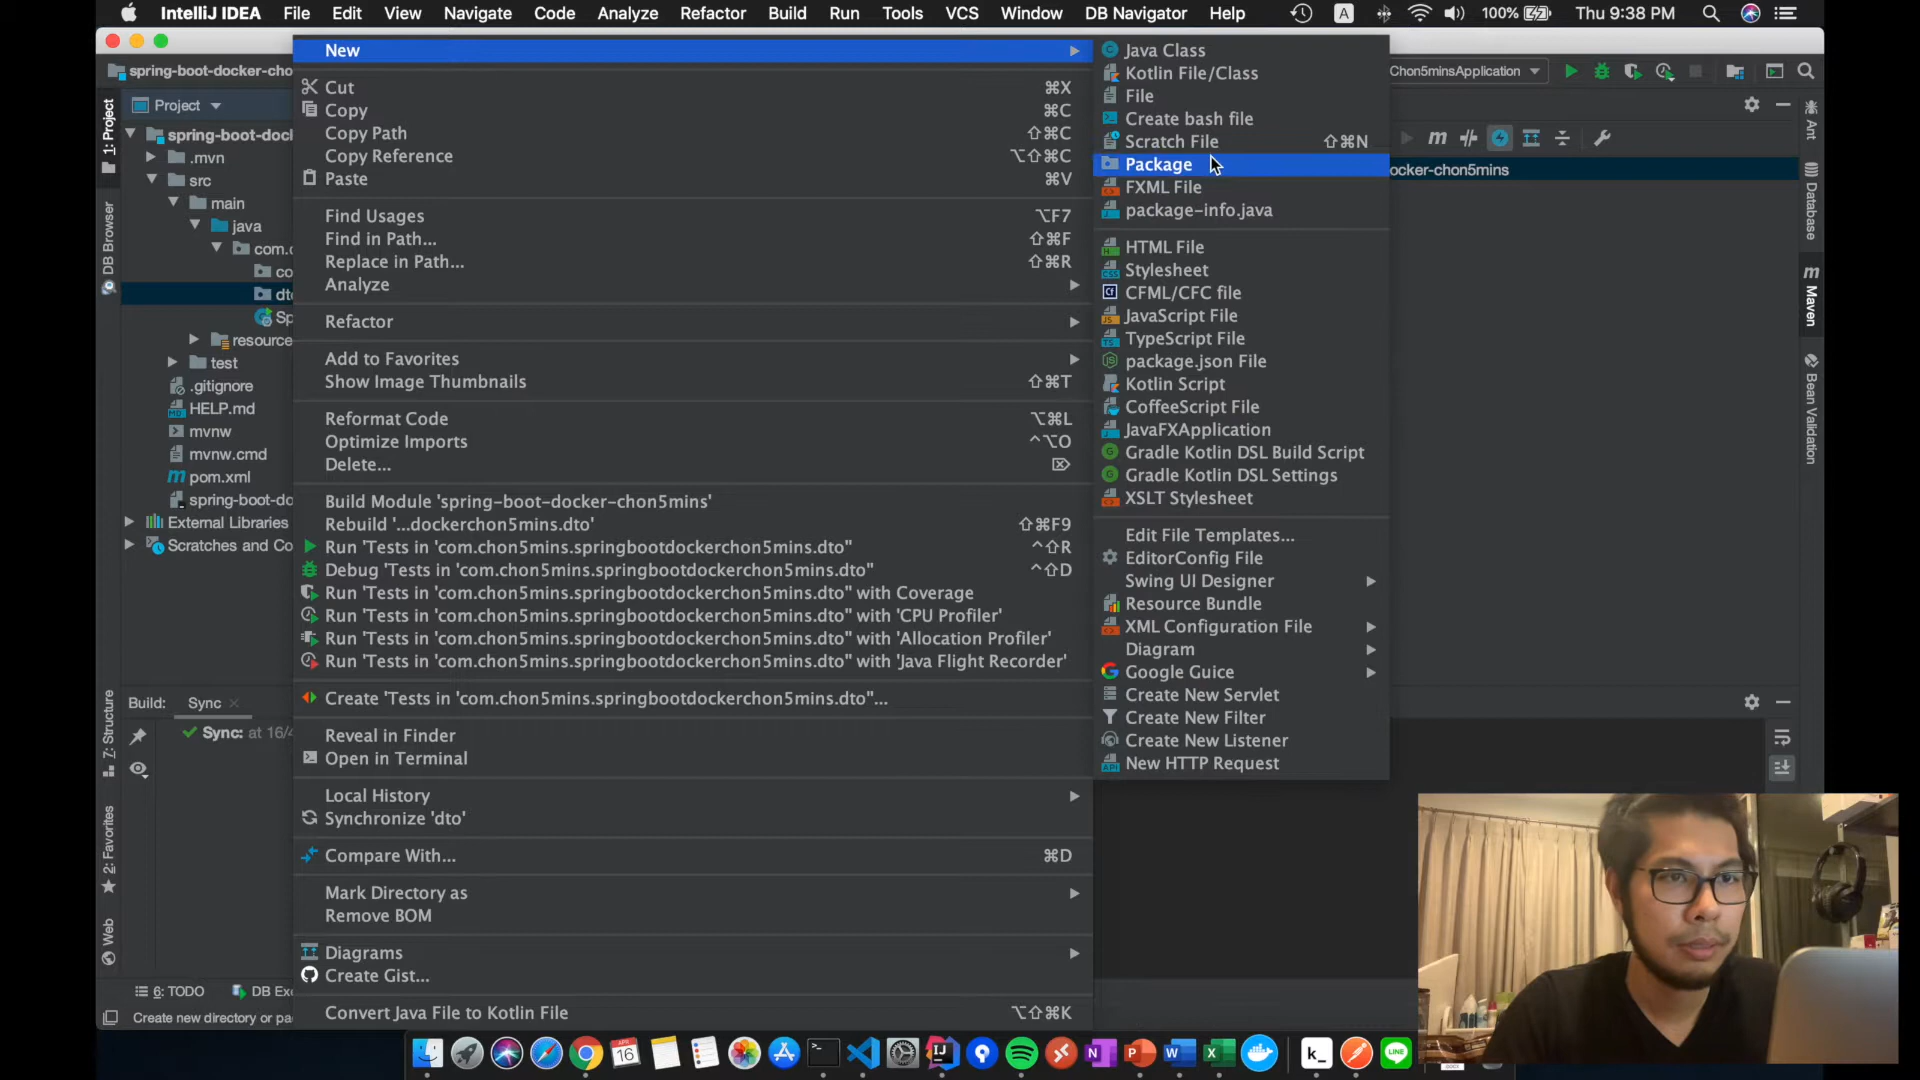 IntelliJ IDEA File Edit View Navigate Code Analyze Refactor Build Run Tools VCS Window DB Navigator Help A 100% Thu 9:38 PM
spring-boot-docker-cho
Chon5minsApplication
1: Project
DB Browser
7: Structure
2: Favorites
Web
Project
spring-boot-dock
.mvn
src
main
java
com.c
co
dto
Sp
resource
test
.gitignore
HELP.md
mvnw
mvnw.cmd
pom.xml
spring-boot-do
External Libraries
Scratches and Co
Build: Sync
Sync: at 16/4
6: TODO DB Exe
Create new directory or pa
New
Cut ⌘X
Copy ⌘C
Copy Path ⇧⌘C
Copy Reference ⌥⇧⌘C
Paste ⌘V
Find Usages ⌥F7
Find in Path... ⇧⌘F
Replace in Path... ⇧⌘R
Analyze
Refactor
Add to Favorites
Show Image Thumbnails ⇧⌘T
Reformat Code ⌥⌘L
Optimize Imports ^⌥O
Delete... ⌦
Build Module 'spring-boot-docker-chon5mins'
Rebuild '...dockerchon5mins.dto' ⇧⌘F9
Run 'Tests in 'com.chon5mins.springbootdockerchon5mins.dto'' ^⇧R
Debug 'Tests in 'com.chon5mins.springbootdockerchon5mins.dto'' ^⇧D
Run 'Tests in 'com.chon5mins.springbootdockerchon5mins.dto'' with Coverage
Run 'Tests in 'com.chon5mins.springbootdockerchon5mins.dto'' with 'CPU Profiler'
Run 'Tests in 'com.chon5mins.springbootdockerchon5mins.dto'' with 'Allocation Profiler'
Run 'Tests in 'com.chon5mins.springbootdockerchon5mins.dto'' with 'Java Flight Recorder'
Create 'Tests in 'com.chon5mins.springbootdockerchon5mins.dto''...
Reveal in Finder
Open in Terminal
Local History
Synchronize 'dto'
Compare With... ⌘D
Mark Directory as
Remove BOM
Diagrams
Create Gist...
Convert Java File to Kotlin File ⌥⇧⌘K
Java Class
Kotlin File/Class
File
Create bash file
Scratch File ⇧⌘N
Package
FXML File
package-info.java
HTML File
Stylesheet
CFML/CFC file
JavaScript File
TypeScript File
package.json File
Kotlin Script
CoffeeScript File
JavaFXApplication
Gradle Kotlin DSL Build Script
Gradle Kotlin DSL Settings
XSLT Stylesheet
Edit File Templates...
EditorConfig File
Swing UI Designer
Resource Bundle
XML Configuration File
Diagram
Google Guice
Create New Servlet
Create New Filter
Create New Listener
New HTTP Request
m
ocker-chon5mins
Ant
Database
m Maven
Bean Validation
APR
16
IJ
N
P
W
X
k_
LINE